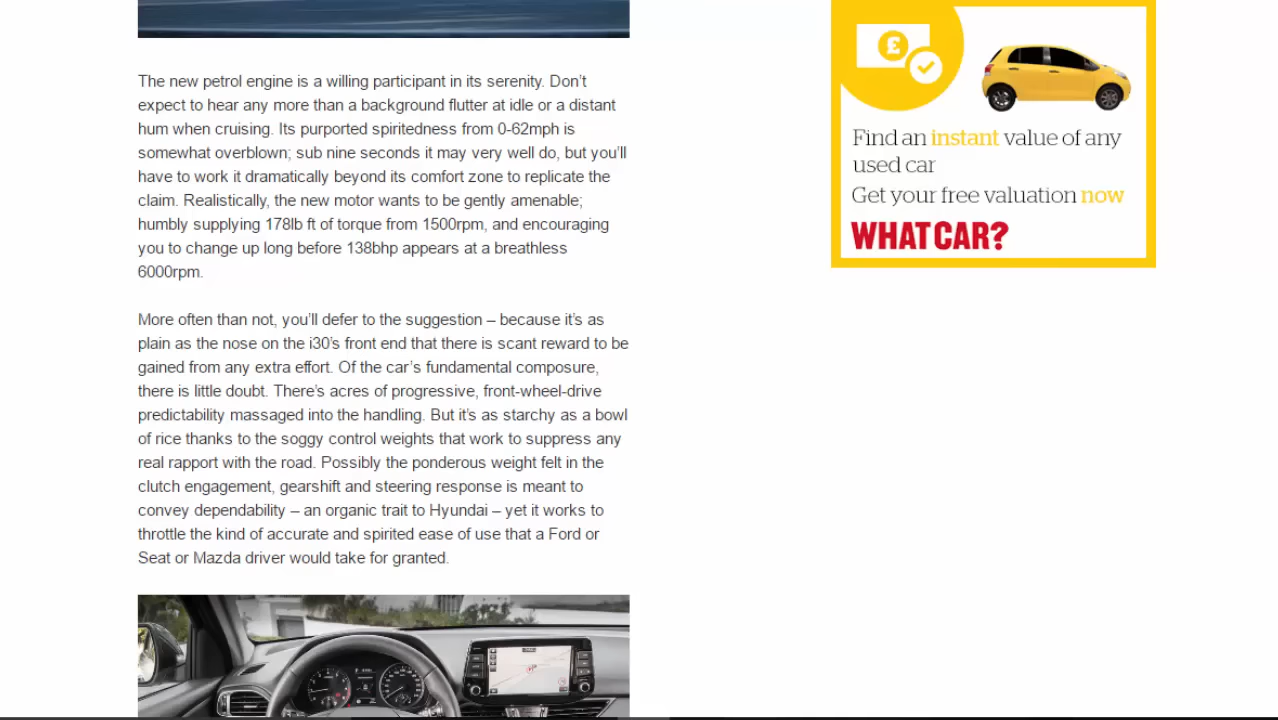 The new petrol engine is a willing participant in its serenity. Don’t
expect to hear any more than a background flutter at idle or a distant
hum when cruising. Its purported spiritedness from 0-62mph is
somewhat overblown; sub nine seconds it may very well do, but you’ll
have to work it dramatically beyond its comfort zone to replicate the
claim. Realistically, the new motor wants to be gently amenable;
humbly supplying 178lb ft of torque from 1500rpm, and encouraging
you to change up long before 138bhp appears at a breathless
6000rpm.
More often than not, you’ll defer to the suggestion – because it’s as
plain as the nose on the i30’s front end that there is scant reward to be
gained from any extra effort. Of the car’s fundamental composure,
there is little doubt. There’s acres of progressive, front-wheel-drive
predictability massaged into the handling. But it’s as starchy as a bowl
of rice thanks to the soggy control weights that work to suppress any
real rapport with the road. Possibly the ponderous weight felt in the
clutch engagement, gearshift and steering response is meant to
convey dependability – an organic trait to Hyundai – yet it works to
throttle the kind of accurate and spirited ease of use that a Ford or
Seat or Mazda driver would take for granted.
£
Find an instant value of any
used car
Get your free valuation now
WHATCAR?